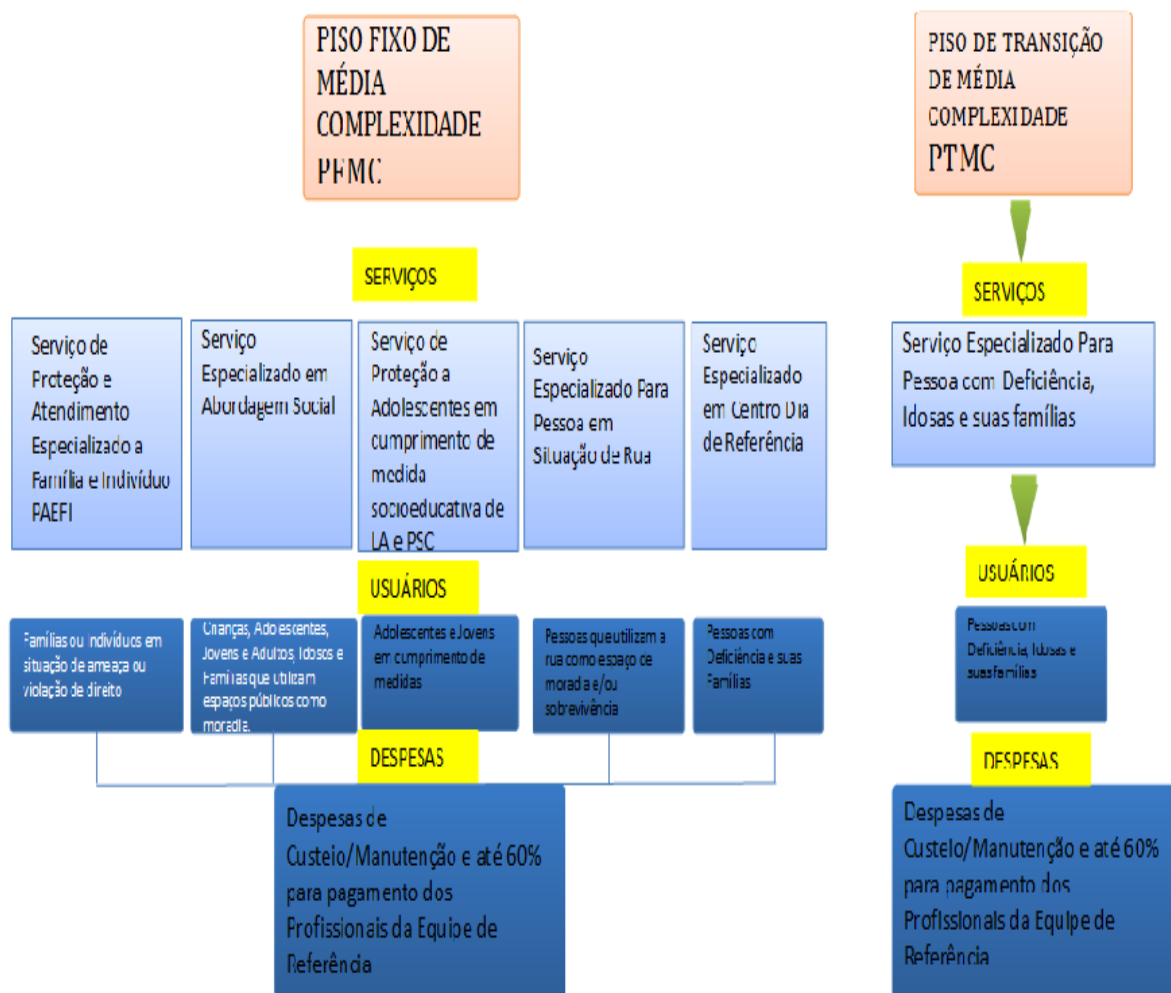 PISO FIXO DE
MÉDIA
COMPLEXIDADE
PFMC
SERVIÇOS
Serviço de
Proteção e
Atendimento
Especializado a
Família e Indivíduo
PAEFI
Serviço
Especializado em
Abordagem Social
Serviço de
Proteção a
Adolescentes em
cumprimento de
medida
socioeducativa de
LA e PSC
Serviço
Especializado Para
Pessoa em
Situação de Rua
Serviço
Especializado
em Centro Dia
de Referência
USUÁRIOS
Famílias ou Indivíduos em
situação de ameaça ou
violação de direito
Crianças, Adolescentes,
Jovens e Adultos, Idosos e
Famílias que utilizam
espaços públicos como
moradia.
Adolescentes e Jovens
em cumprimento de
medidas
Pessoas que utilizam a
rua como espaço de
moradia e/ou
sobrevivência
Pessoas com
Deficiência e suas
Famílias
DESPESAS
Despesas de
Custeio/Manutenção e até 60%
para pagamento dos
Profissionais da Equipe de
Referência
PISO DE TRANSIÇÃO
DE MÉDIA
COMPLEXIDADE
PTMC
SERVIÇOS
Serviço Especializado Para
Pessoa com Deficiência,
Idosas e suas famílias
USUÁRIOS
Pessoas com
Deficiência, Idosas e
suas famílias
DESPESAS
Despesas de
Custeio/Manutenção e até 60%
para pagamento dos
Profissionais da Equipe de
Referência